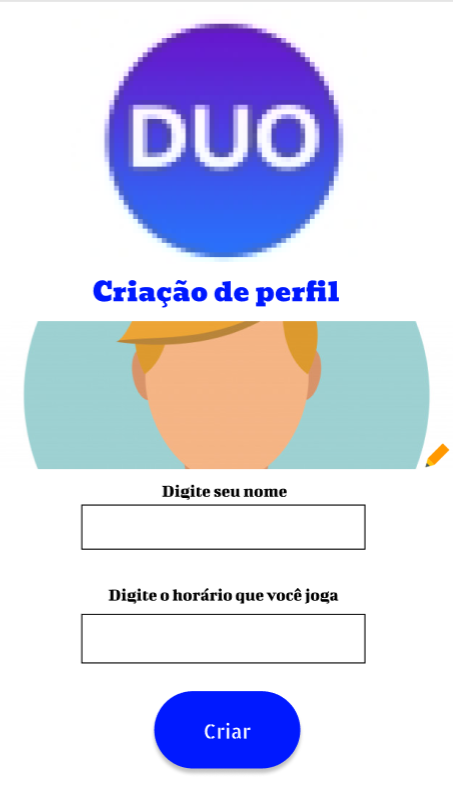 DUO
Criação de perfil
Digite seu nome
Digite o horário que você joga
Criar